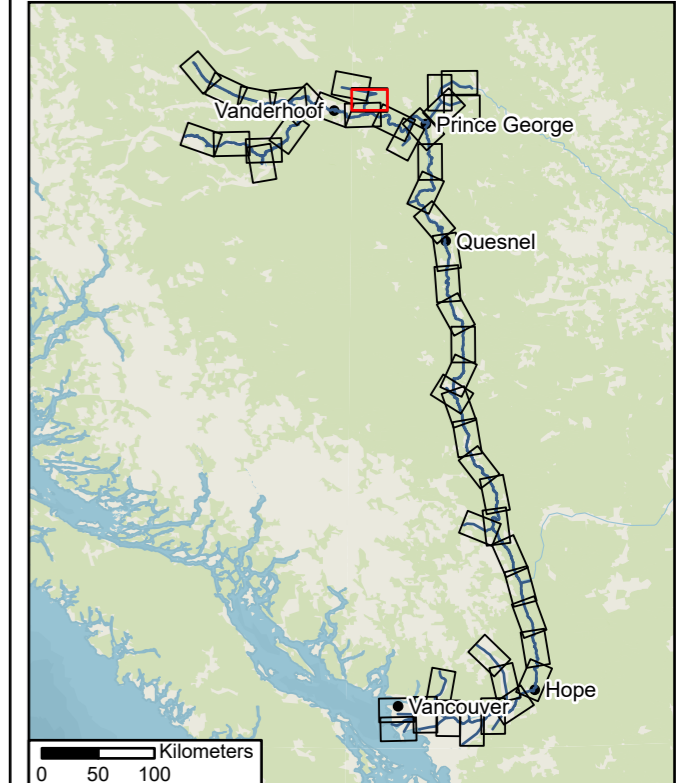 Vanderhoof
Prince George
Quesnel
Hope
Vancouver
Kilometers
0 50 100